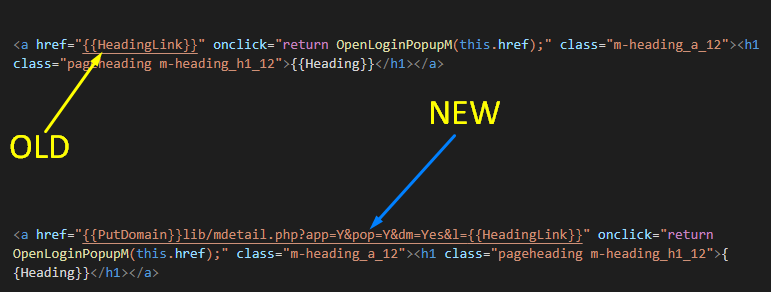 <a href="{{HeadingLink}}" onclick="return OpenLoginPopupM(this.href);" class="m-heading_a_12"><h1
class="pageheading m-heading_h1_12">{{Heading}}</h1></a>
NEW
OLD
<a href="{{PutDomain}}lib/mdetail.php?app=Y&pop=Y&dm=Yes&l={{HeadingLink}}" onclick="return
OpenLoginPopupM(this.href);" class="m-heading_a_12"><h1 class="pageheading m-heading_h1_12">{
{Heading}}</h1></a>